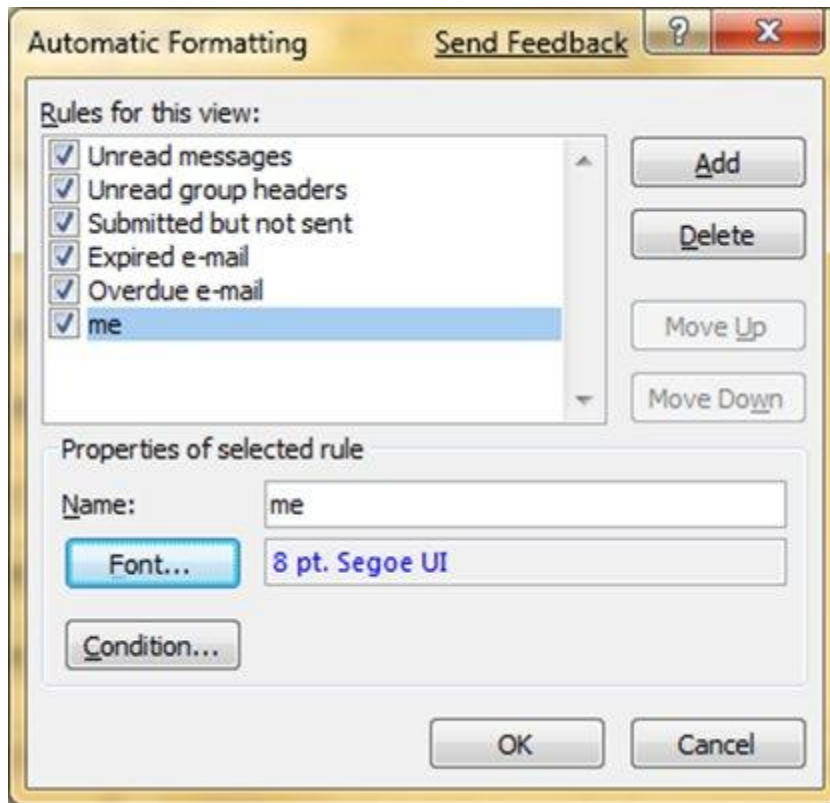 Automatic Formatting Send Feedback ?
Rules for this view:
Unread messages
Unread group headers
Submitted but not sent
Expired e-mail
Overdue e-mail
me
Add
Delete
Move Up
Move Down
Properties of selected rule
Name: me
Font... 8 pt. Segoe UI
Condition...
OK Cancel